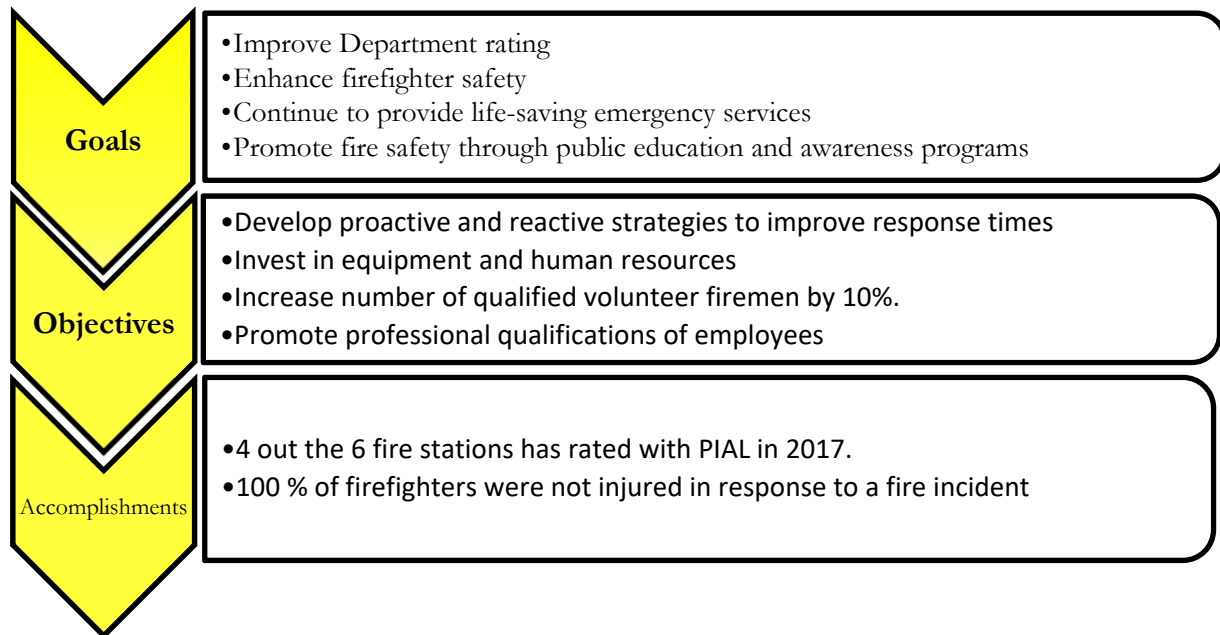 Goals
•Improve Department rating
•Enhance firefighter safety
•Continue to provide life-saving emergency services
•Promote fire safety through public education and awareness programs
Objectives
•Develop proactive and reactive strategies to improve response times
•Invest in equipment and human resources
•Increase number of qualified volunteer firemen by 10%.
•Promote professional qualifications of employees
Accomplishments
•4 out the 6 fire stations has rated with PIAL in 2017.
•100 % of firefighters were not injured in response to a fire incident